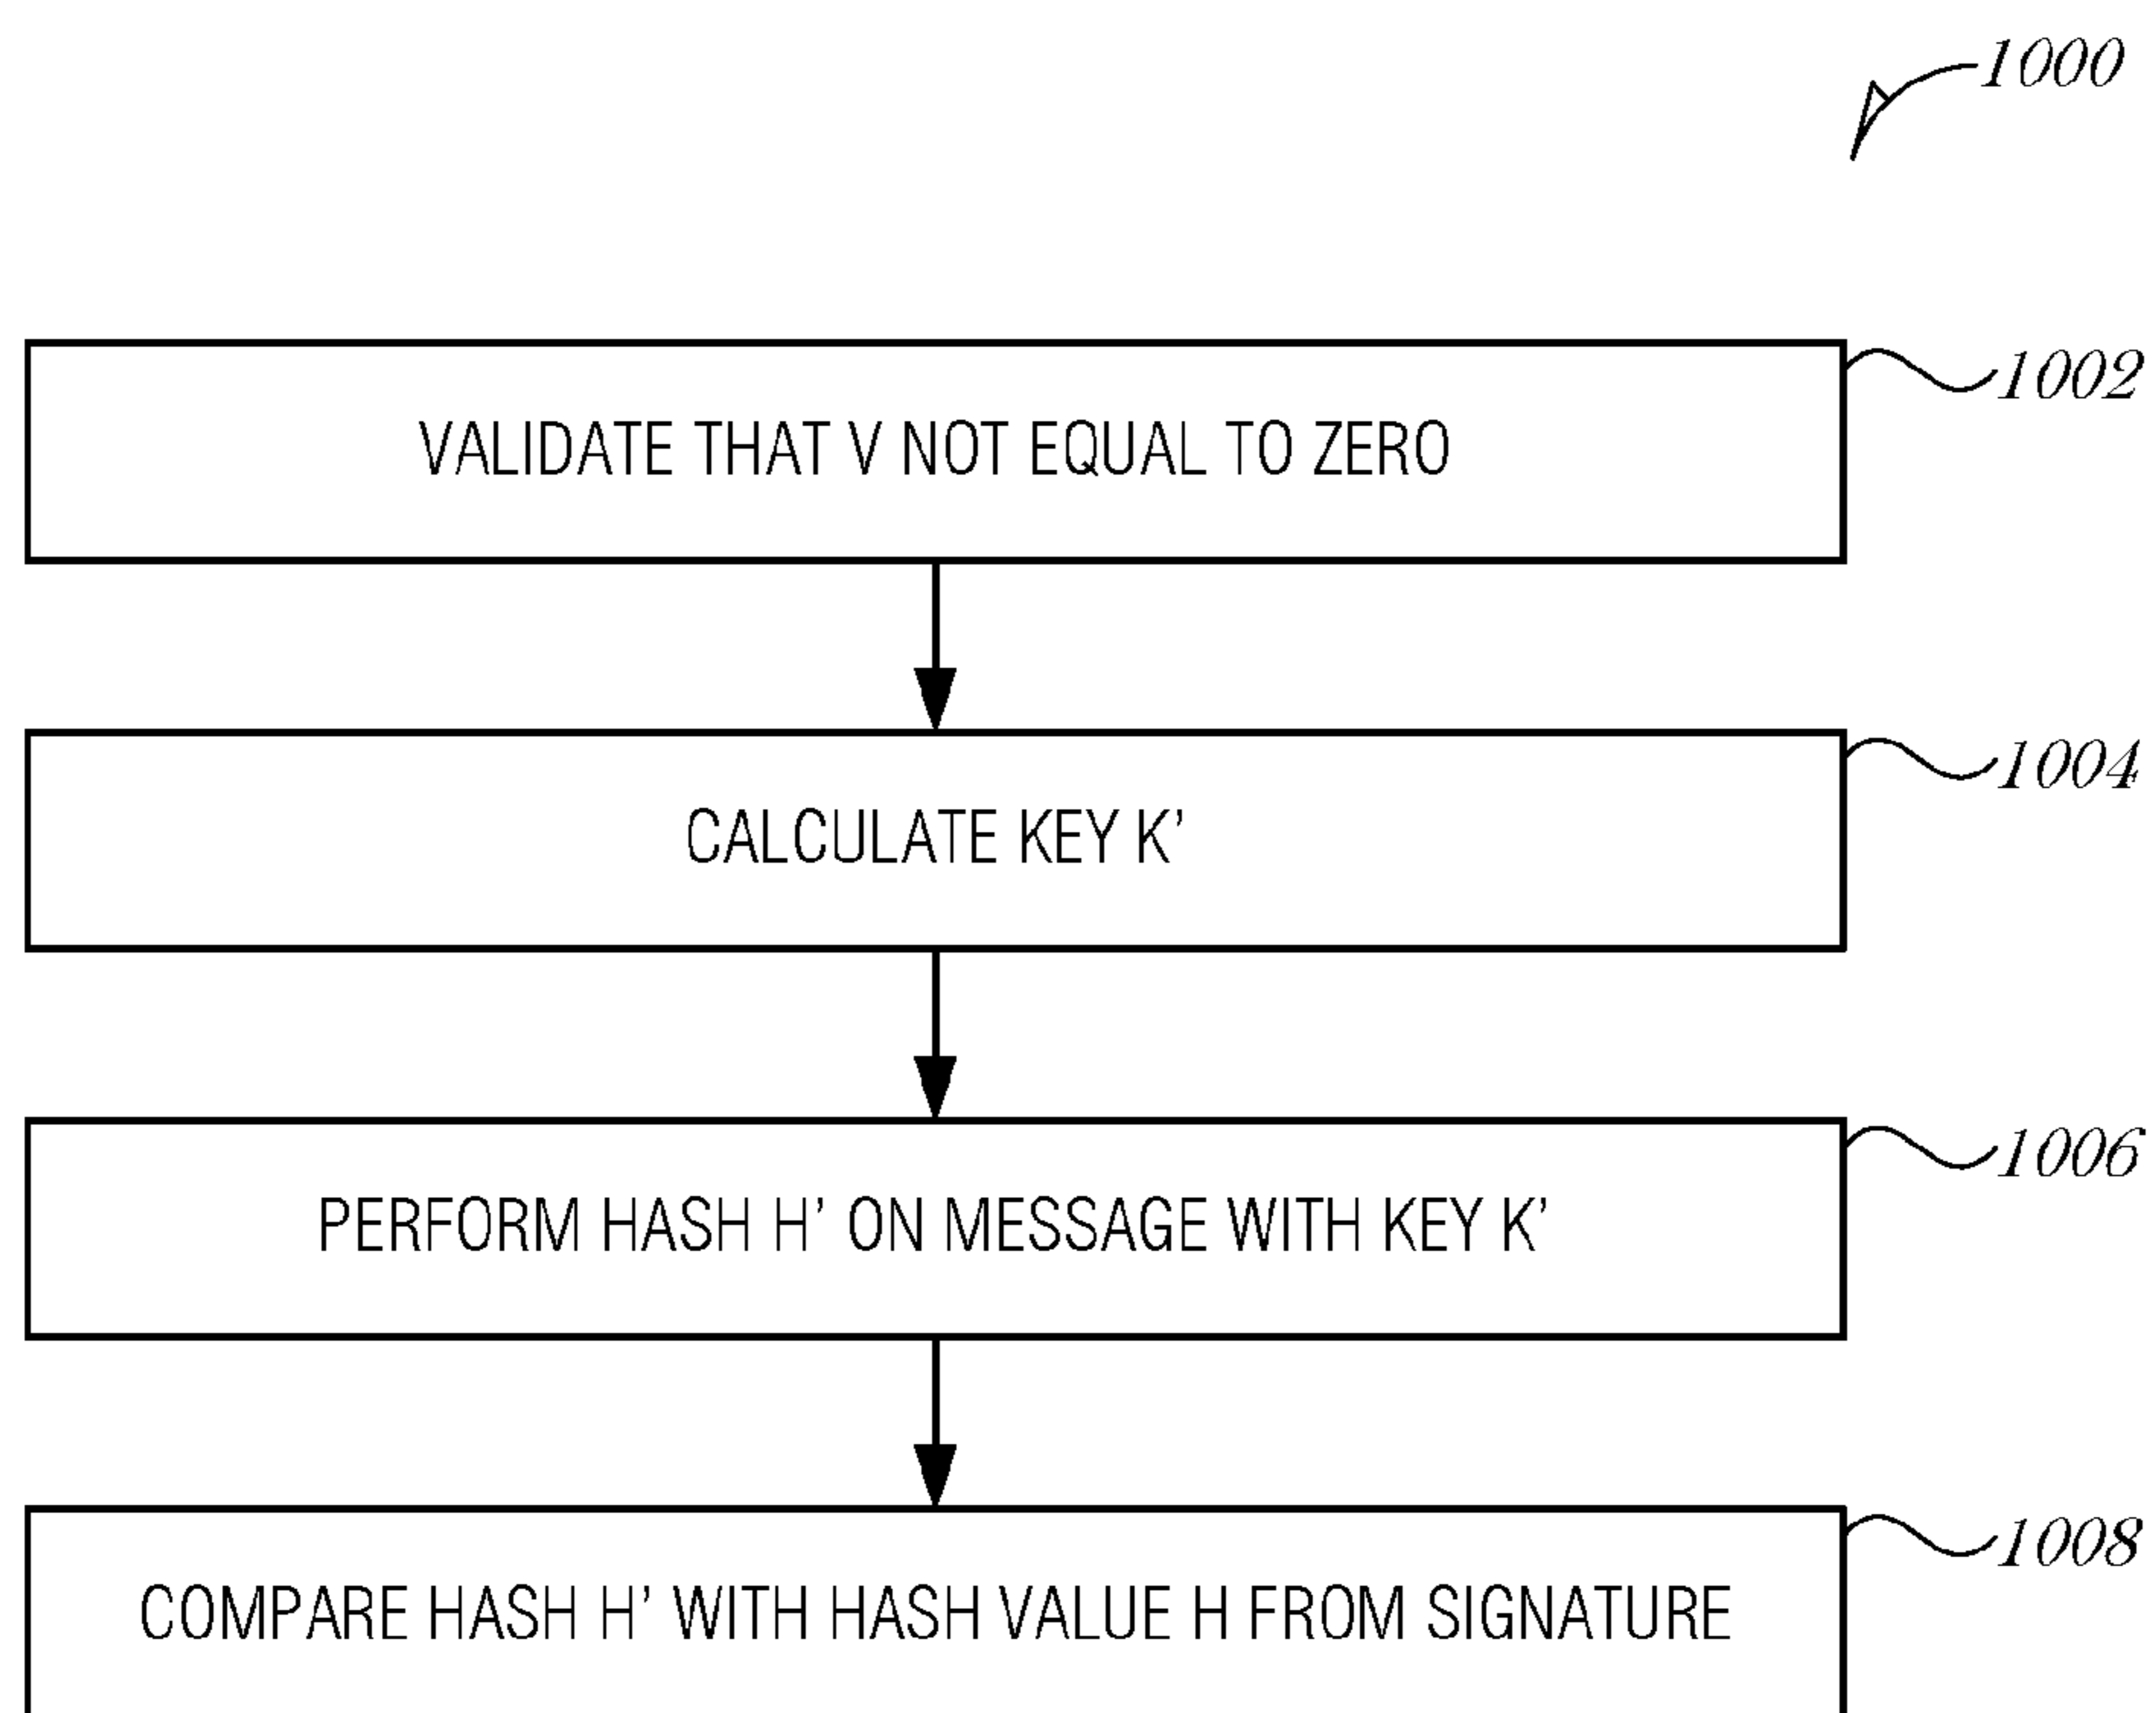 1000
VALIDATE THAT V NOT EQUAL TO ZERO
1002
CALCULATE KEY K'
1004
PERFORM HASH H' ON MESSAGE WITH KEY K'
1006
COMPARE HASH H' WITH HASH VALUE H FROM SIGNATURE
1008